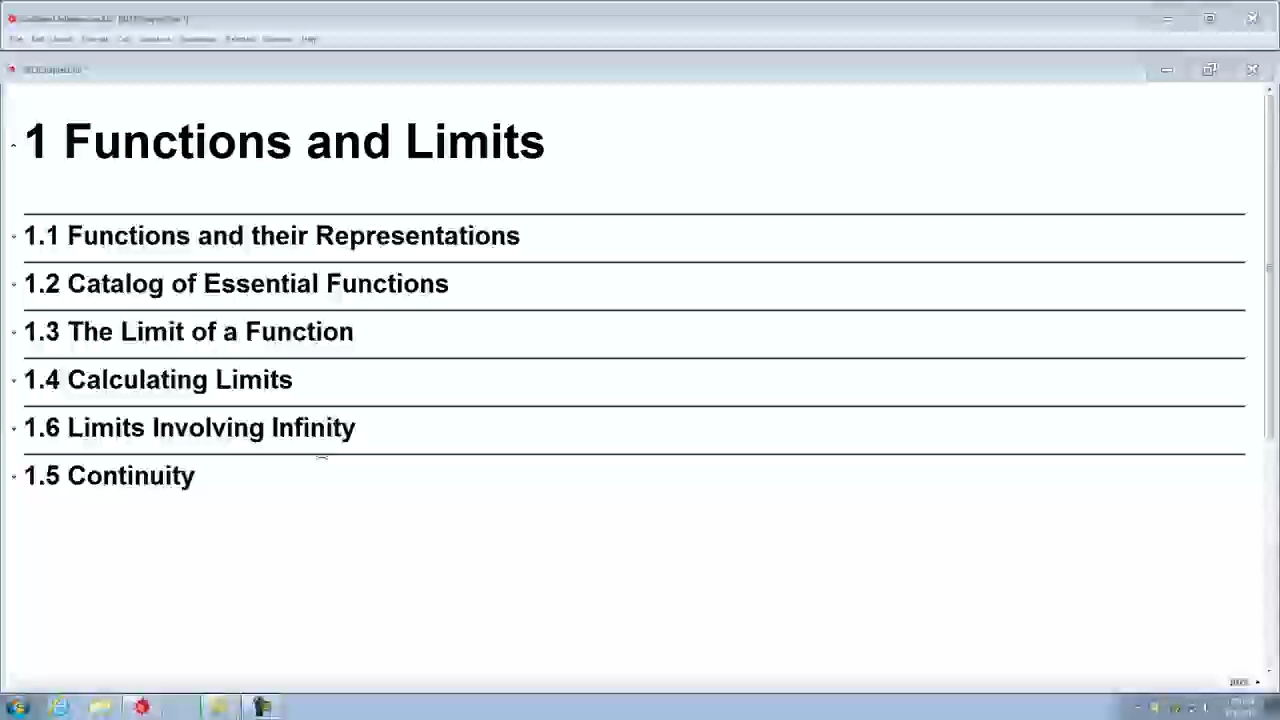 1 Functions and Limits
1.1 Functions and their Representations
1.2 Catalog of Essential Functions
1.3 The Limit of a Function
1.4 Calculating Limits
1.6 Limits Involving Infinity
1.5 Continuity